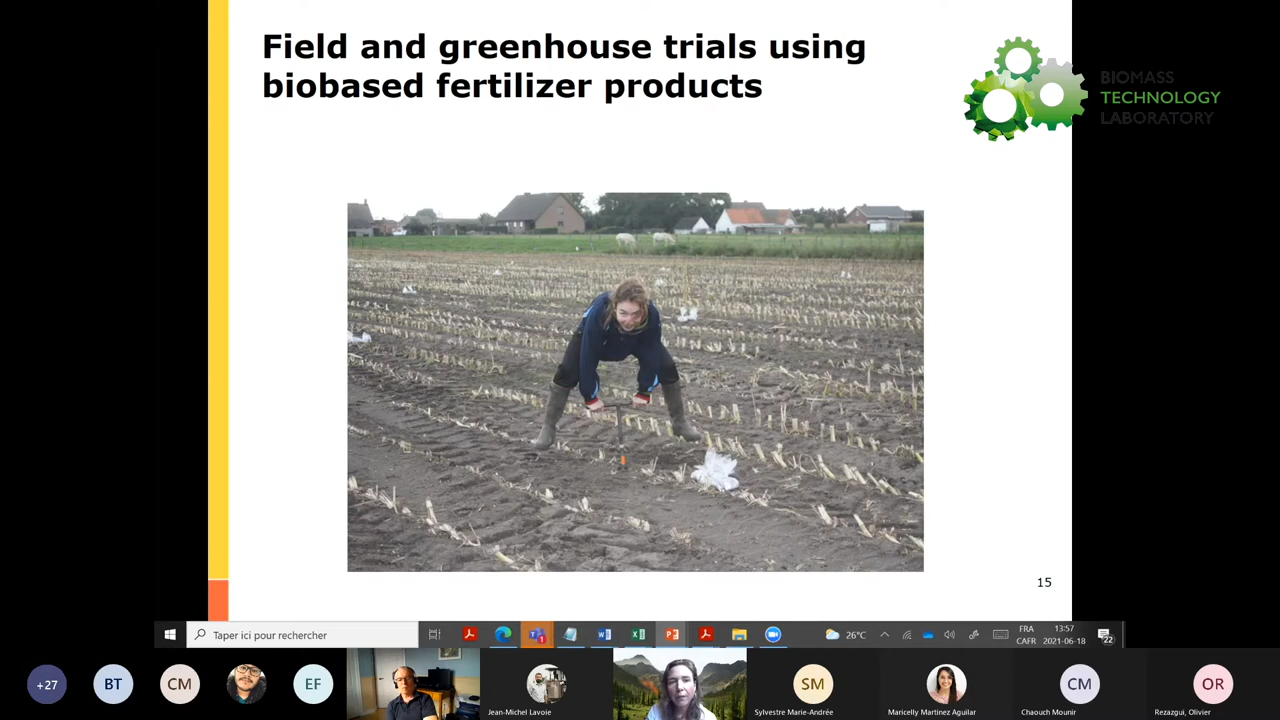 Field and greenhouse trials using
biobased fertilizer products
BIOMASS
TECHNOLOGY
LABORATORY
15
Taper ici pour rechercher
26°C
FRA
CAFR
13:57
2021-06-18
22
+27
BT
CM
EF
Jean-Michel Lavoie
SM
Sylvestre Marie-Andrée
Maricelly Martinez Aguilar
CM
Chaouch Mounir
OR
Rezazgui, Olivier